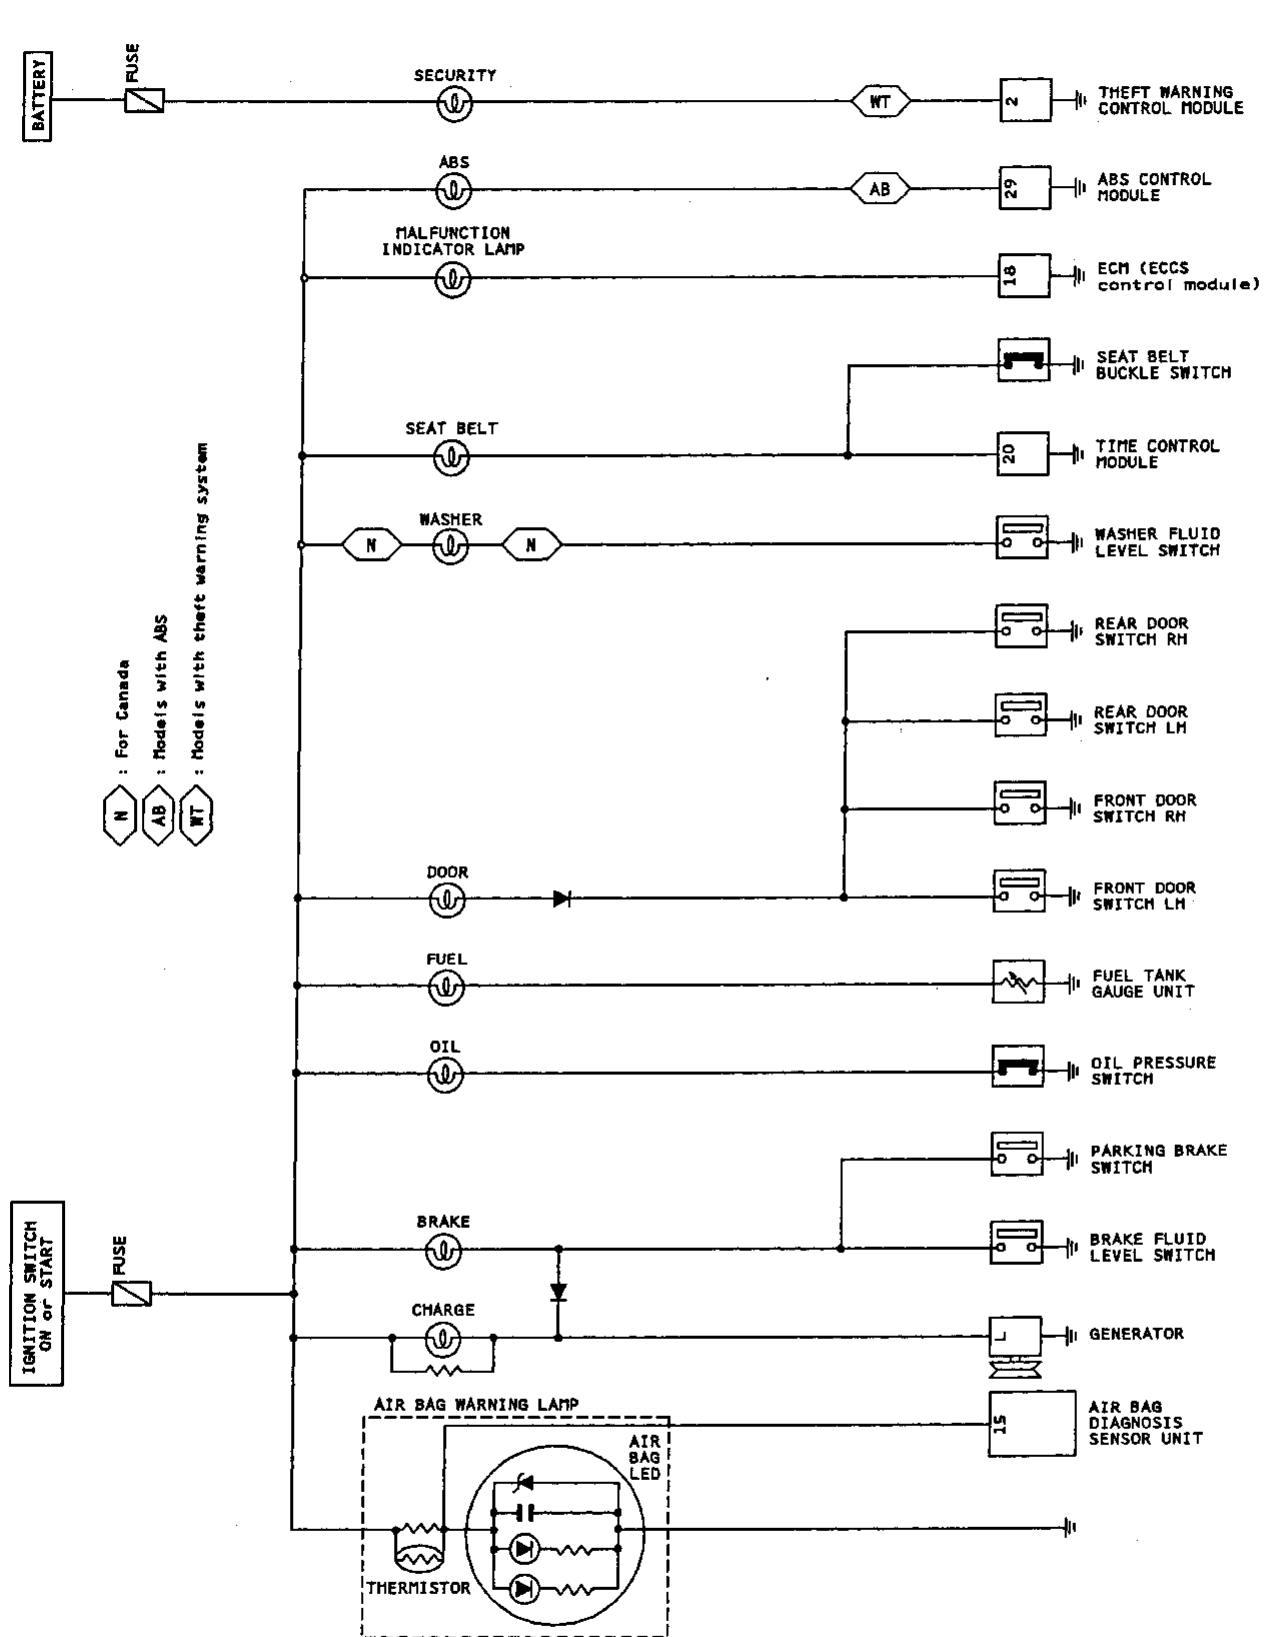 BATTERY
FUSE
SECURITY
WT
2
THEFT WARNING
CONTROL MODULE
ABS
AB
29
ABS CONTROL
MODULE
MALFUNCTION
INDICATOR LAMP
18
ECM (ECCS
control module)
SEAT BELT
BUCKLE SWITCH
SEAT BELT
20
TIME CONTROL
MODULE
N
WASHER
N
WASHER FLUID
LEVEL SWITCH
N : For Canada
AB : Models with ABS
WT : Models with theft warning system
REAR DOOR
SWITCH RH
REAR DOOR
SWITCH LH
FRONT DOOR
SWITCH RH
DOOR
FRONT DOOR
SWITCH LH
FUEL
FUEL TANK
GAUGE UNIT
OIL
OIL PRESSURE
SWITCH
PARKING BRAKE
SWITCH
BRAKE
BRAKE FLUID
LEVEL SWITCH
IGNITION SWITCH
ON or START
FUSE
CHARGE
L
GENERATOR
AIR BAG WARNING LAMP
15
AIR BAG
DIAGNOSIS
SENSOR UNIT
AIR
BAG
LED
THERMISTOR